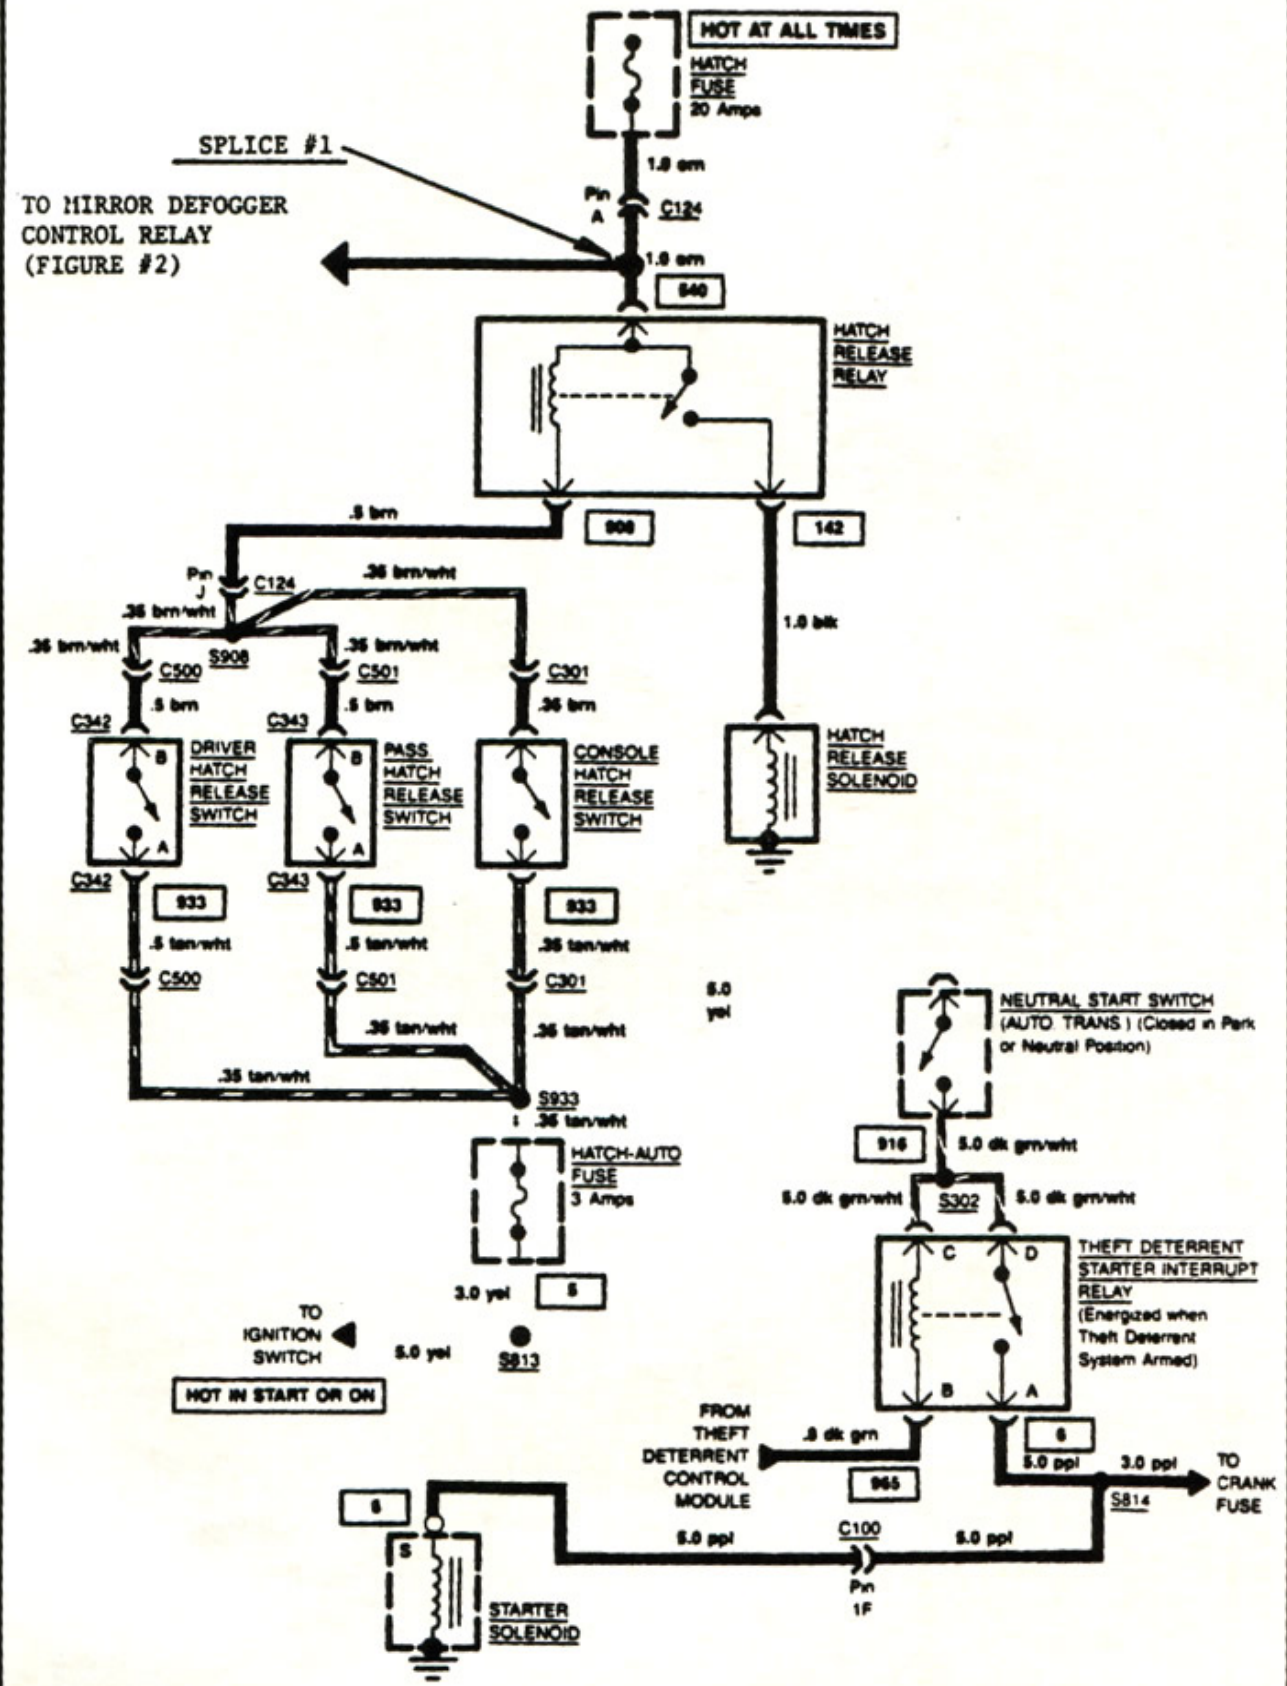 HOT AT ALL TIMES
HATCH
FUSE
20 Amps
SPLICE #1
1.0 orn
Pin
A
C124
TO MIRROR DEFOGGER
CONTROL RELAY
(FIGURE #2)
1.0 orn
640
HATCH
RELEASE
RELAY
.5 brn
908
142
Pin
J
C124
.35 brn/wht
.35 brn/wht
1.0 blk
.35 brn/wht
S908
.35 brn/wht
C500
C501
C301
.5 brn
.5 brn
.35 brn
C342
C343
B
DRIVER
HATCH
RELEASE
SWITCH
A
B
PASS
HATCH
RELEASE
SWITCH
A
CONSOLE
HATCH
RELEASE
SWITCH
HATCH
RELEASE
SOLENOID
C342
C343
933
933
933
.5 tan/wht
.5 tan/wht
.35 tan/wht
C500
C501
C301
5.0
yel
NEUTRAL START SWITCH
(AUTO. TRANS.) (Closed in Park
or Neutral Position)
.35 tan/wht
.35 tan/wht
.35 tan/wht
S933
.35 tan/wht
916
5.0 dk grn/wht
HATCH-AUTO
FUSE
3 Amps
5.0 dk grn/wht
S302
5.0 dk grn/wht
C
D
THEFT DETERRENT
STARTER INTERRUPT
RELAY
(Energized when
Theft Deterrent
System Armed)
3.0 yel
5
TO
IGNITION
SWITCH
5.0 yel
S813
HOT IN START OR ON
B
A
FROM
THEFT
DETERRENT
CONTROL
MODULE
.8 dk grn
965
6
5.0 ppl
3.0 ppl
TO
CRANK
FUSE
S814
6
5.0 ppl
C100
5.0 ppl
Pin
1F
S
STARTER
SOLENOID